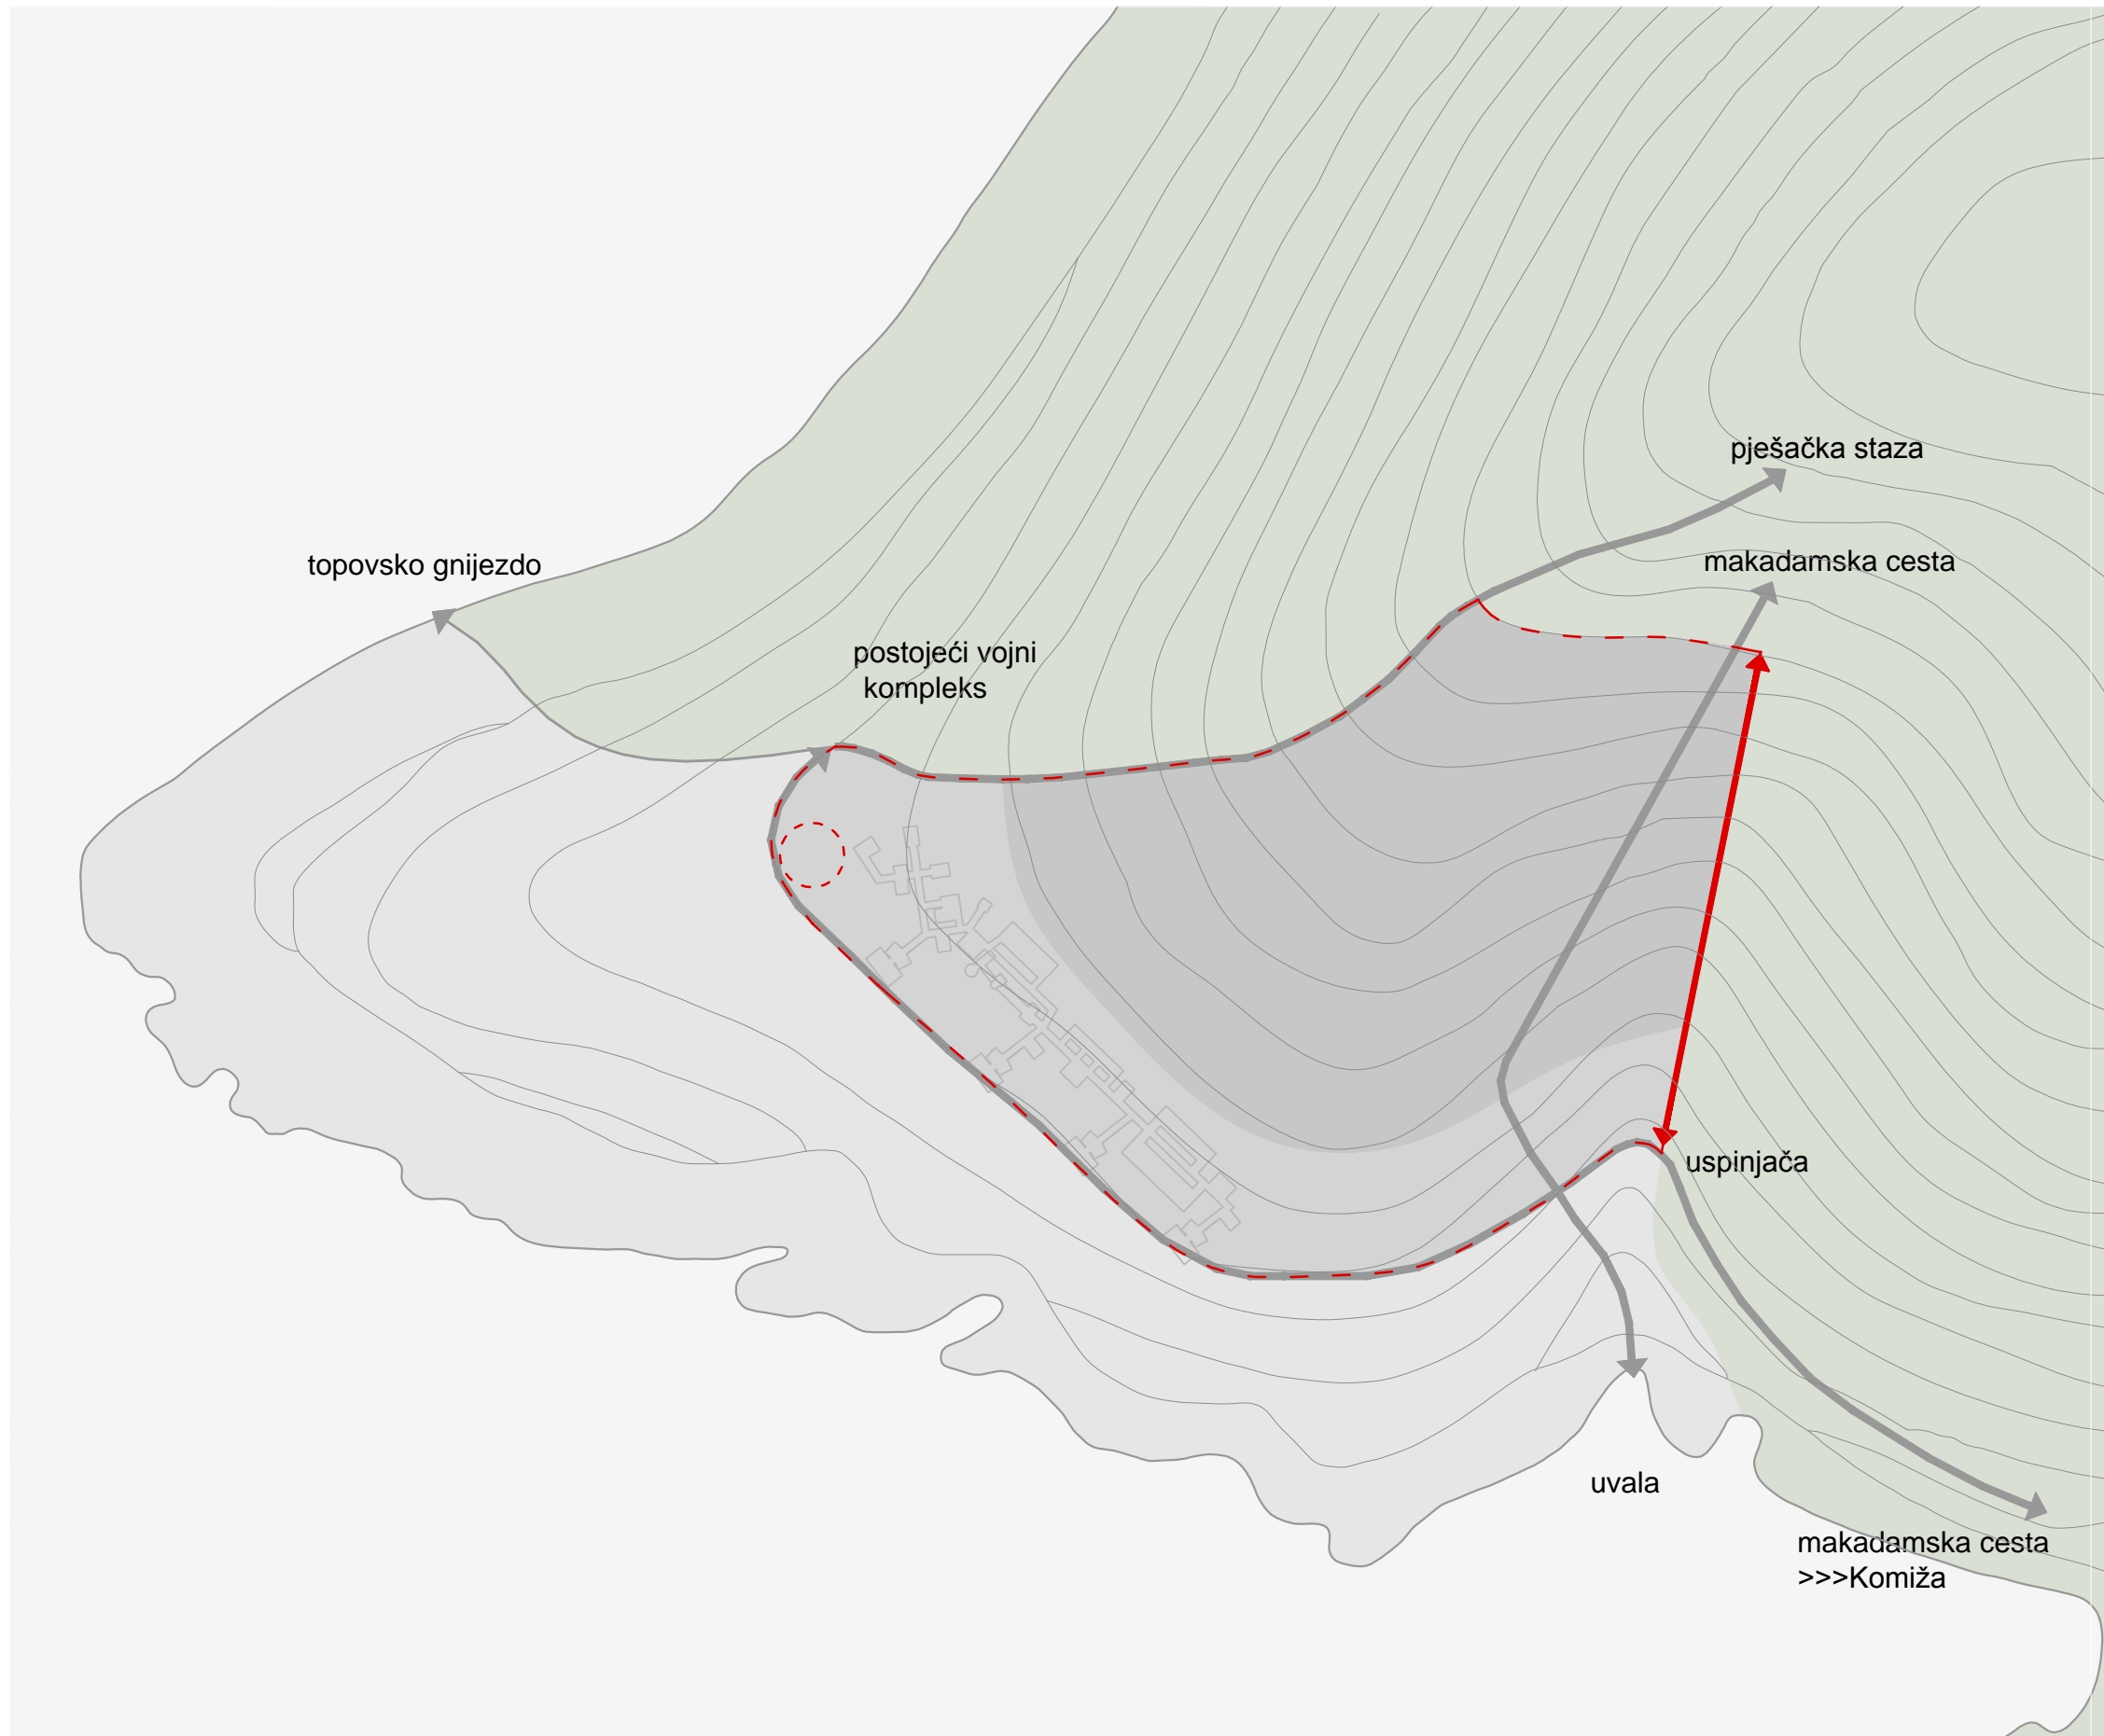 pješačka staza
makadamska cesta
topovsko gnijezdo
postojeći vojni
kompleks
uspinjača
uvala
makadamska cesta
>>>Komiža